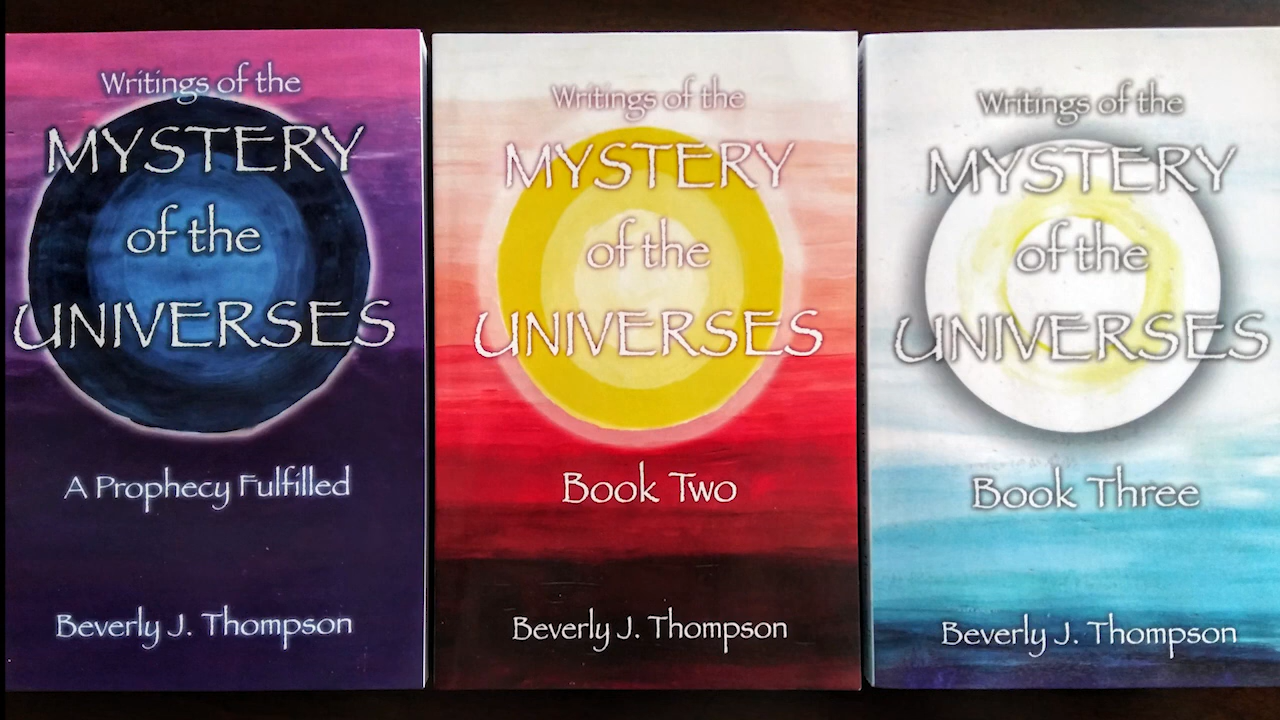 Writings of the
MYSTERY
of the
UNIVERSES
A Prophecy Fulfilled
Beverly J. Thompson
Writings of the
MYSTERY
of the
UNIVERSES
Book Two
Beverly J. Thompson
Writings of the
MYSTERY
of the
UNIVERSES
Book Three
Beverly J. Thompson